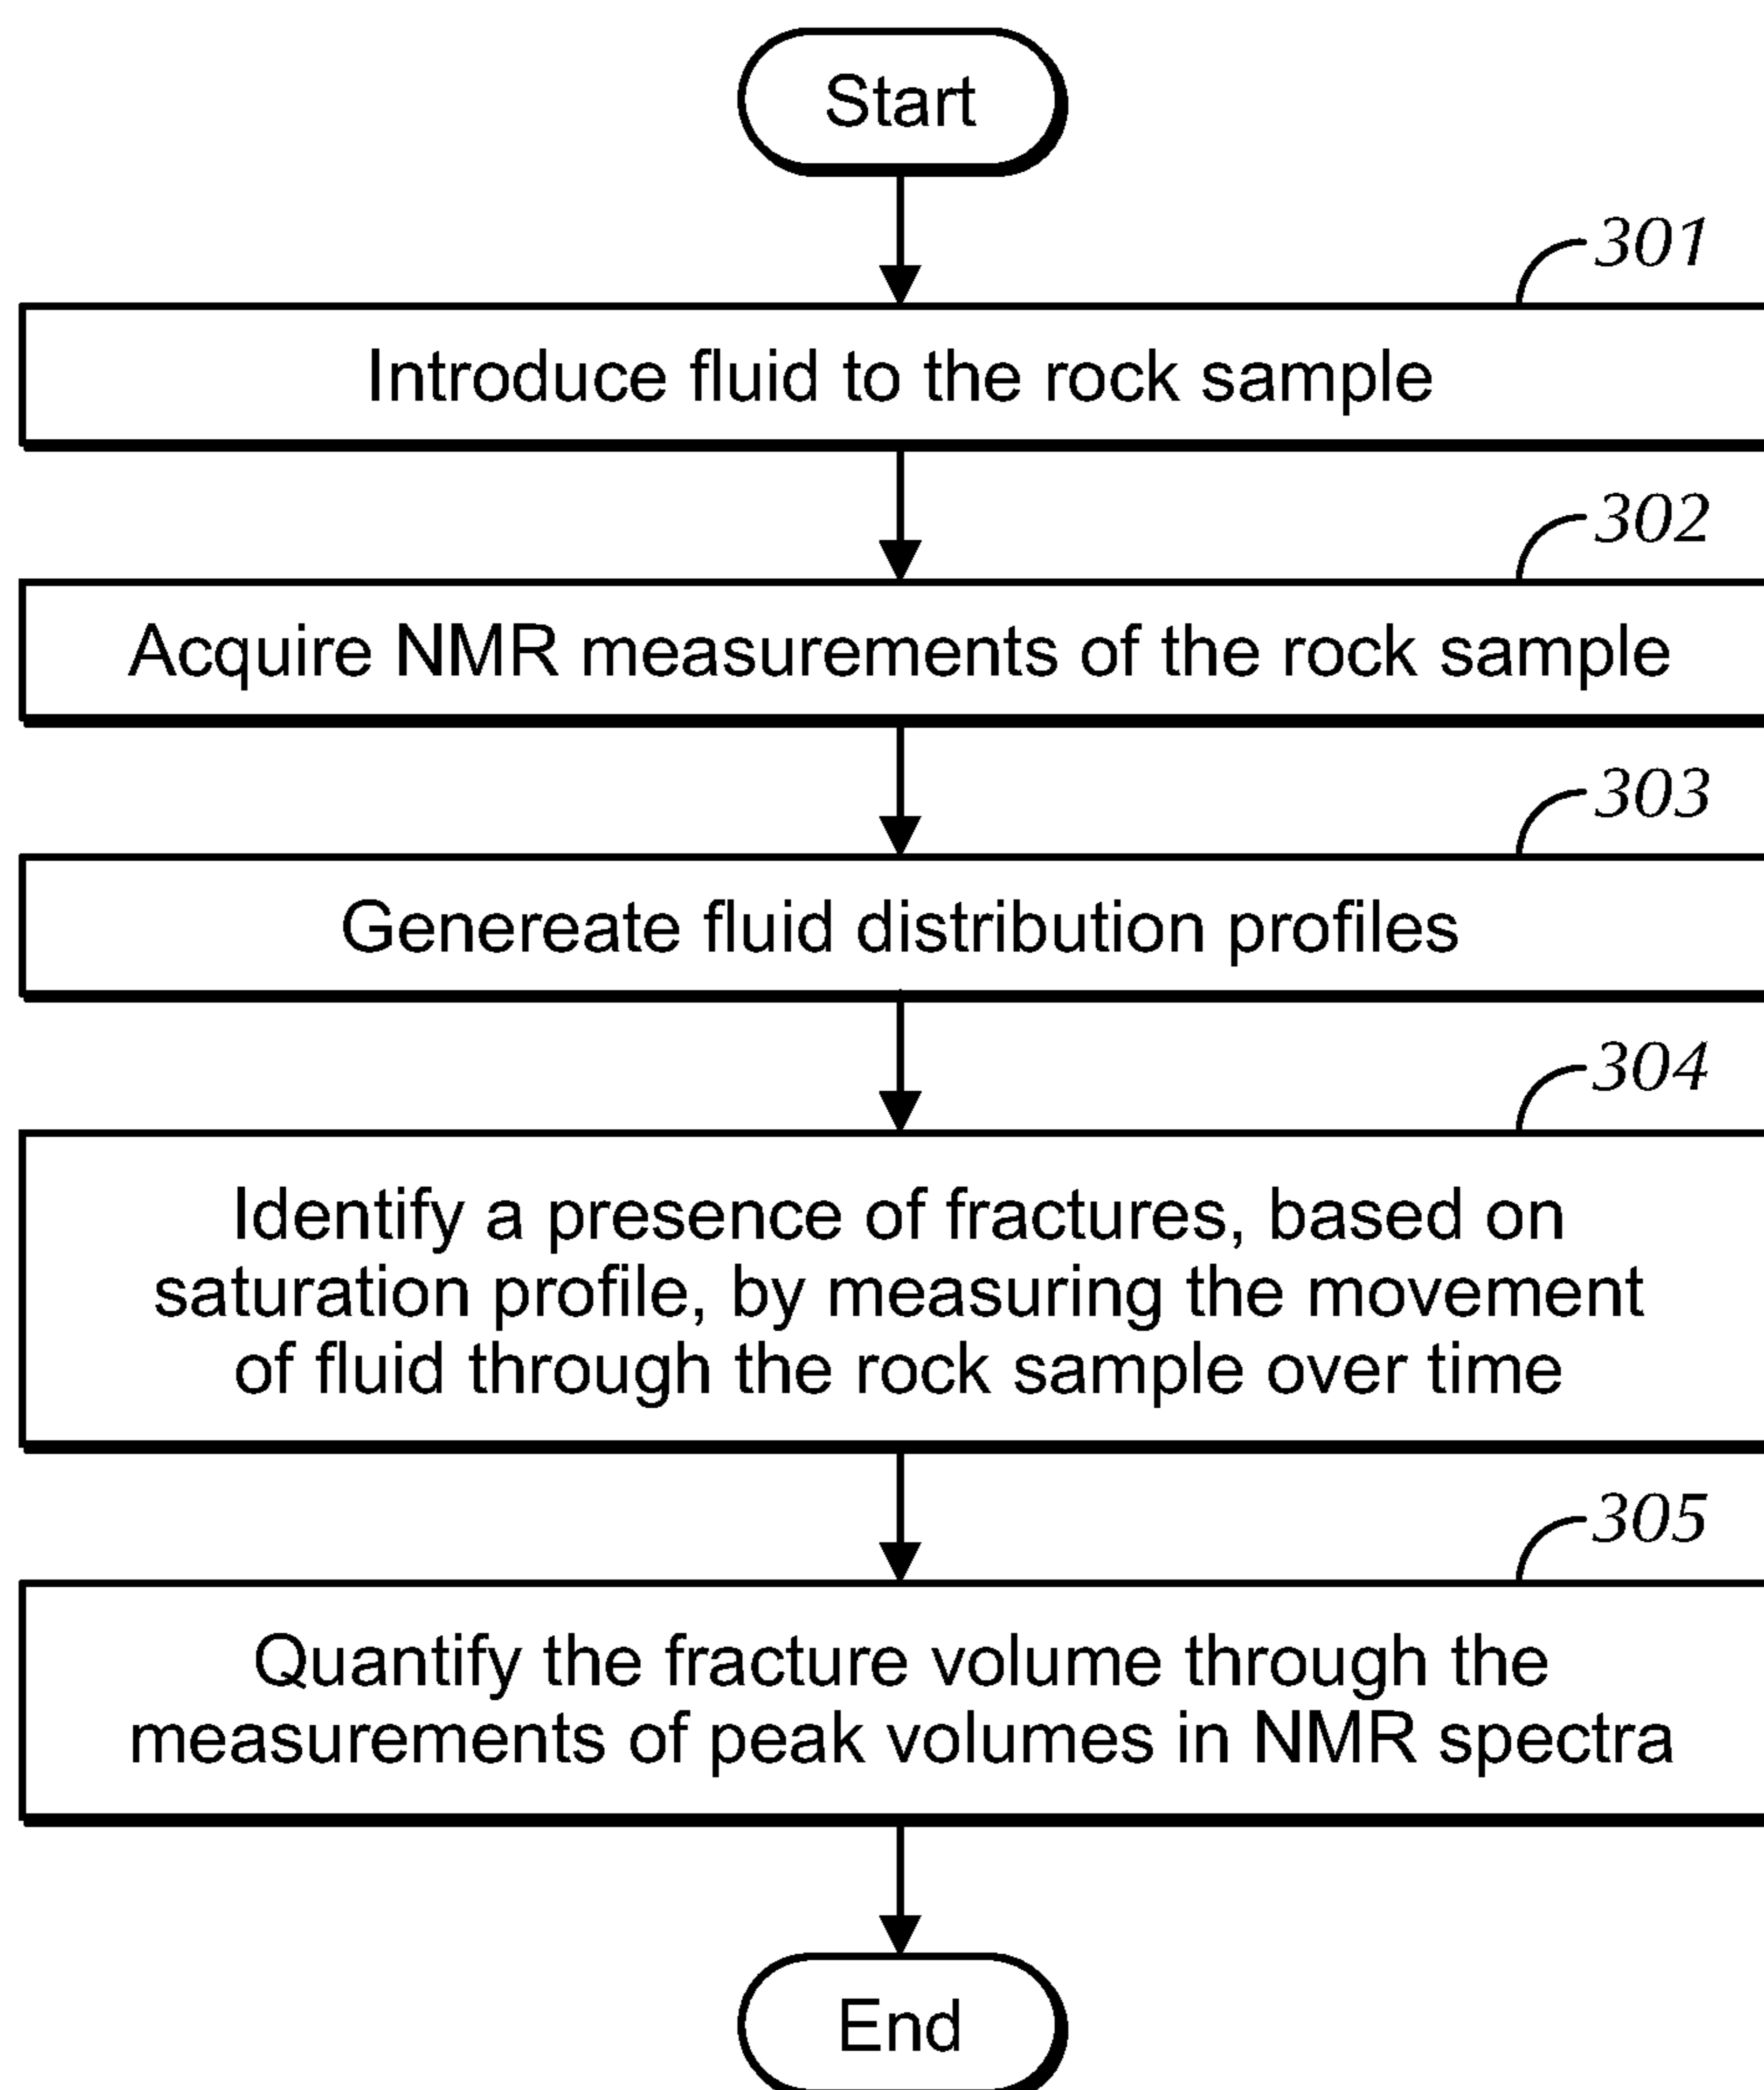 Start
301
Introduce fluid to the rock sample
302
Acquire NMR measurements of the rock sample
303
Genereate fluid distribution profiles
304
Identify a presence of fractures, based on
saturation profile, by measuring the movement
of fluid through the rock sample over time
305
Quantify the fracture volume through the
measurements of peak volumes in NMR spectra
End